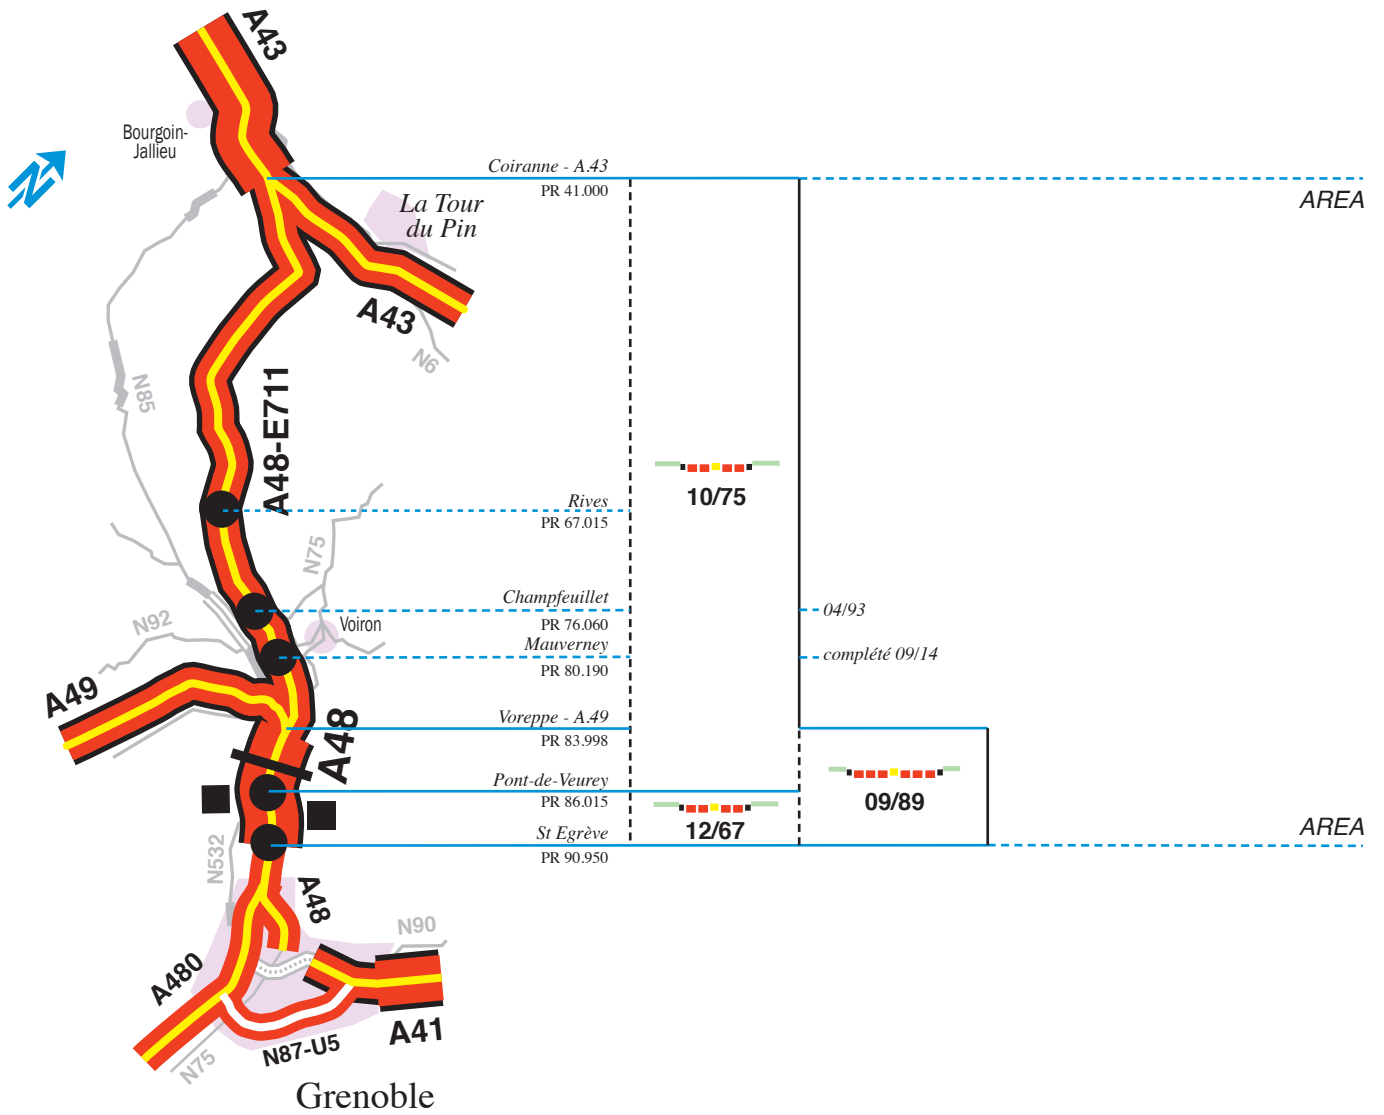 A43
Bourgoin-
Jallieu
N
Coiranne - A.43
PR 41.000
AREA
La Tour
du Pin
A43
N6
N85
A48-E711
10/75
Rives
PR 67.015
N75
Champfeuillet
PR 76.060
04/93
N92
Voiron
Mauverney
PR 80.190
complété 09/14
A49
Voreppe - A.49
PR 83.998
A48
Pont-de-Veurey
PR 86.015
09/89
12/67
St Egrève
PR 90.950
AREA
N532
A48
N90
A480
A41
N87-U5
N75
Grenoble